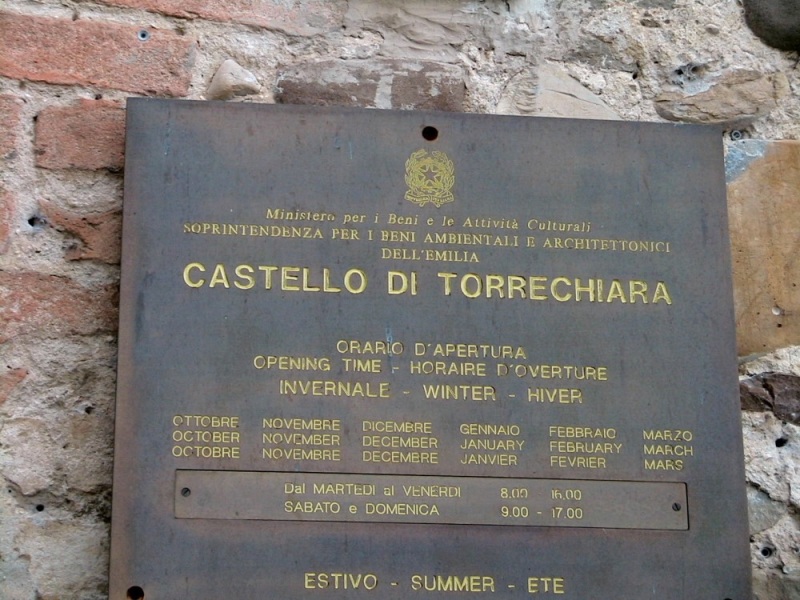 Ministero per i Beni e le Attività Culturali
SOPRINTENDENZA PER I BENI AMBIENTALI E ARCHITETTONICI
DELL'EMILIA
CASTELLO DI TORRECHIARA
ORARIO D'APERTURA
OPENING TIME - HORAIRE D'OVERTURE
INVERNALE - WINTER - HIVER
OTTOBRE NOVEMBRE DICEMBRE GENNAIO FEBBRAIO MARZO
OCTOBER NOVEMBER DECEMBER JANUARY FEBRUARY MARCH
OCTOBRE NOVEMBRE DECEMBRE JANVIER FEVRIER MARS
Dal MARTEDI al VENERDI 8.00 16.00
SABATO e DOMENICA 9.00 - 17.00
ESTIVO - SUMMER - ETE